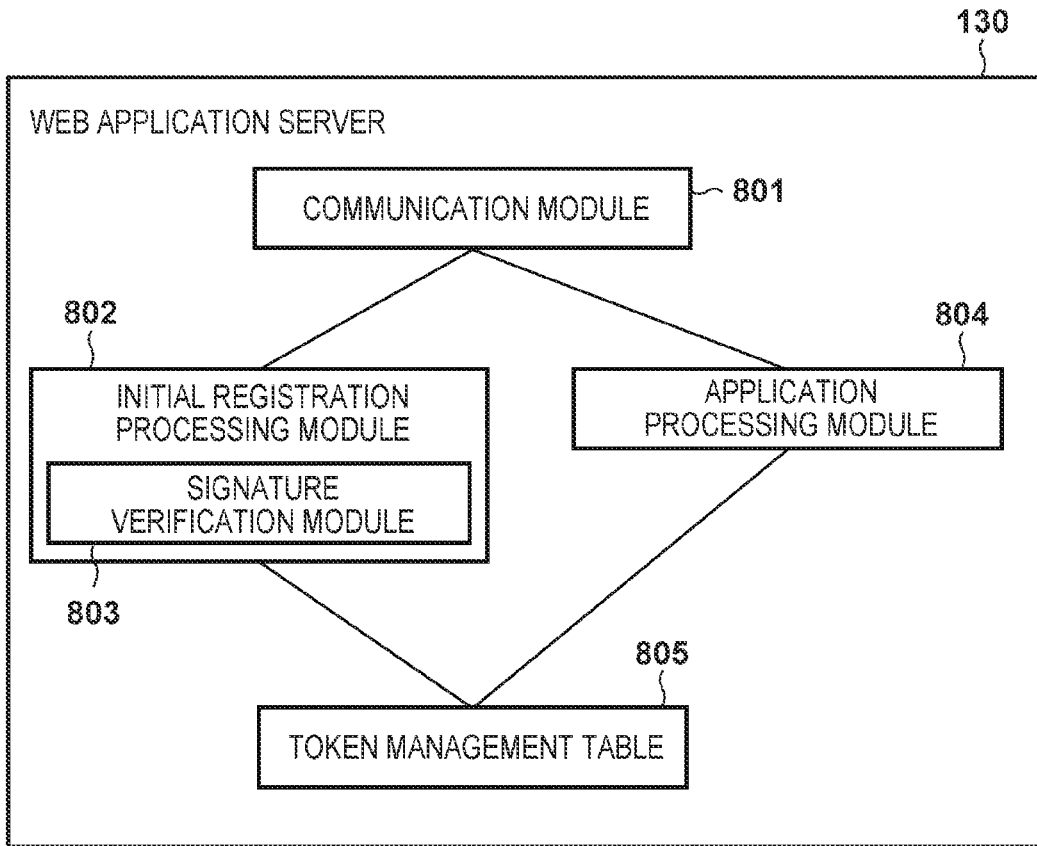 130
WEB APPLICATION SERVER
COMMUNICATION MODULE
801
802
804
INITIAL REGISTRATION
PROCESSING MODULE
APPLICATION
PROCESSING MODULE
SIGNATURE
VERIFICATION MODULE
803
805
TOKEN MANAGEMENT TABLE